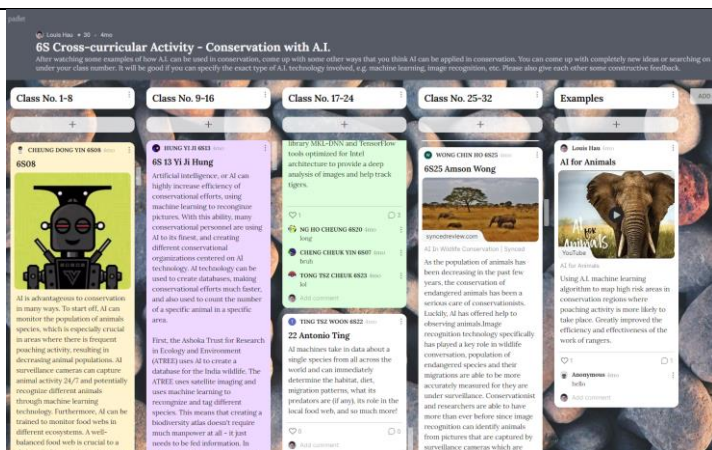 padlet
Louis Hau • 30 • 4mo
6S Cross-curricular Activity - Conservation with A.I.
After watching some examples of how A.I. can be used in conservation, come up with some other ways that you think AI can be applied in conservation. You can come up with completely new ideas or searching on
under your class number. It will be good if you can specify the exact type of A.I. technology involved, e.g. machine learning, image recognition, etc. Please also give each other some constructive feedback.
Class No. 1-8
CHEUNG DONG YIN 6S08 4mo
6S08
AI is advantageous to conservation
in many ways. To start off, AI can
monitor the population of animals
species, which is especially crucial
in areas where there is frequent
poaching activity, resulting in
decreasing animal populations. AI
surveillance cameras can capture
animal activity 24/7 and potentially
recognize different animals
through machine learning
technology. Furthermore, AI can be
trained to monitor food webs in
different ecosystems. A well-
balanced food web is crucial to a
Class No. 9-16
HUNG YI JI 6S13 4mo
6S 13 Yi Ji Hung
Artificial intelligence, or AI can
highly increase efficiency of
conservational efforts, using
machine learning to recongnize
pictures. With this ability, many
conservational personnel are using
AI to its finest, and creating
different conservational
organizations centered on AI
technology. AI technology can be
used to create databases, making
conservational efforts much faster,
and also used to count the number
of a specific animal in a specific
area.
First, the Ashoka Trust for Research
in Ecology and Environment
(ATREE) uses AI to create a
database for the India wildlife. The
ATREE uses satellite imaging and
uses machine learning to
recognize and tag different
species. This means that creating a
biodiversity atlas doesn't require
much manpower at all - it just
needs to be fed information. In
Class No. 17-24
library MKL-DNN and TensorFlow
tools optimized for Intel
architecture to provide a deep
analysis of images and help track
tigers.
1
3
NG HO CHEUNG 6S20 4mo
long
CHENG CHEUK YIN 6S07 4mo
bruh
TONG TSZ CHEUK 6S23 4mo
lol
Add comment
TING TSZ WOON 6S22 4mo
22 Antonio Ting
AI machines take in data about a
single species from all across the
world and can immediately
determine the habitat, diet,
migration patterns, what its
predators are (if any), its role in the
local food web, and so much more!
0
Add comment
Class No. 25-32
WONG CHIN HO 6S25 4mo
6S25 Amson Wong
syncedreview.com
AI In Wildlife Conservation | Synced
As the population of animals has
been decreasing in the past few
years, the conservation of
endangered animals has been a
serious care of conservationists.
Luckily, AI has offered help to
observing animals.Image
recognition technology specifically
has played a key role in wildlife
conversation, population of
endangered species and their
migrations are able to be more
accurately measured for they are
under surveillance. Conservationist
and researchers are able to have
more than ever before since image
recognition can identify animals
from pictures that are captured by
surveillance cameras which are
Examples
Louis Hau 4mo
AI for Animals
AI FOR Animals
YouTube
AI for Animals
Using A.I. machine learning
algorithm to map high risk areas in
conservation regions where
poaching activity is more likely to
take place. Greatly improved the
efficiency and effectiveness of the
work of rangers.
1
1
Anonymous 4mo
hello
Add comment
ADD